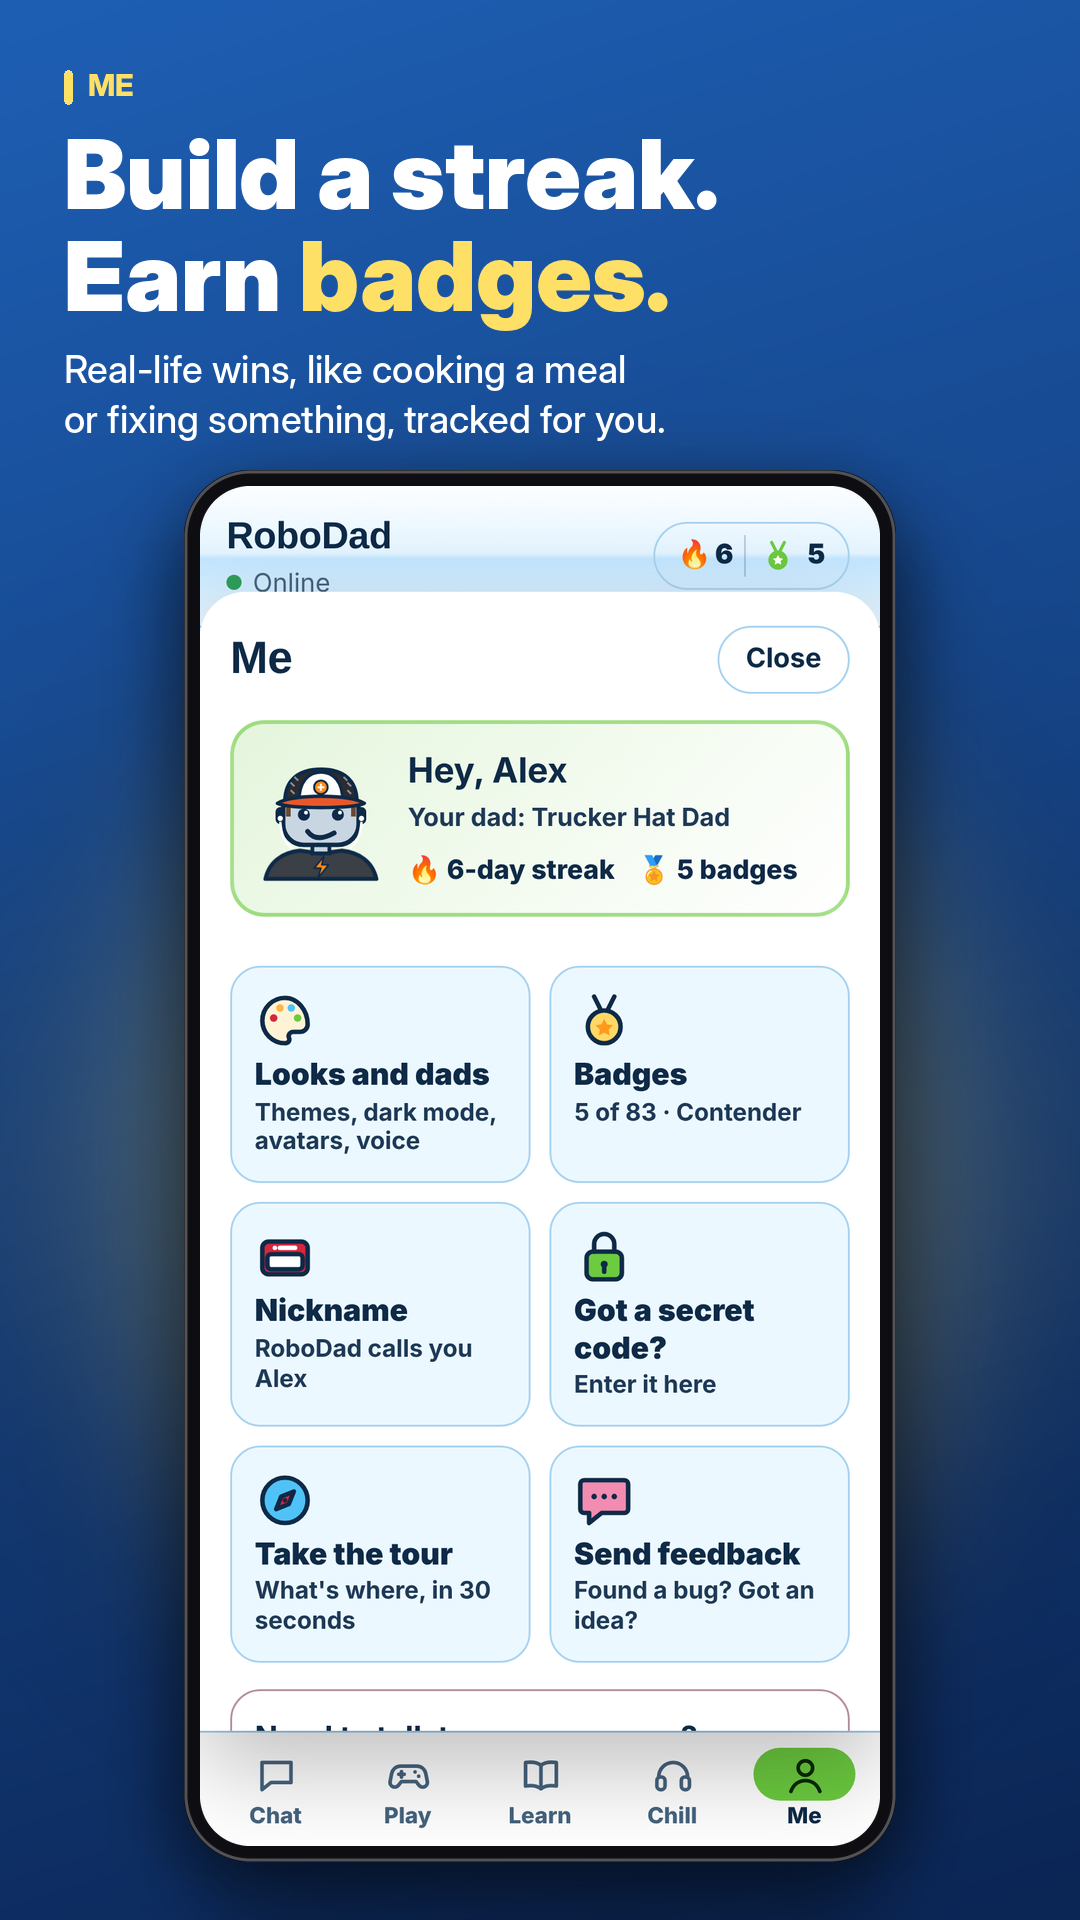 ME
Build a streak.
Earn badges.
Real-life wins, like cooking a meal
or fixing something, tracked for you.
RoboDad
6
5
Online
Me
Close
Hey, Alex
Your dad: Trucker Hat Dad
6-day streak
5 badges
Looks and dads
Themes, dark mode,
avatars, voice
Badges
5 of 83 · Contender
Nickname
RoboDad calls you
Alex
Got a secret
code?
Enter it here
Take the tour
What's where, in 30
seconds
Send feedback
Found a bug? Got an
idea?
Chat
Play
Learn
Chill
Me